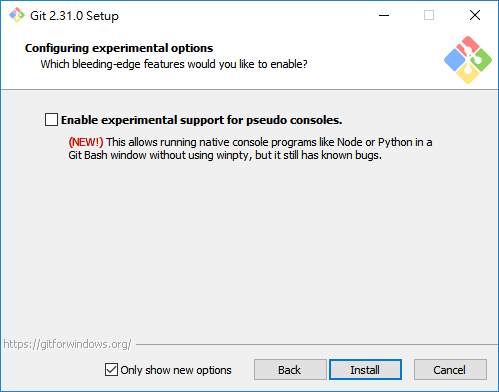 Git 2.31.0 Setup
Configuring experimental options
Which bleeding-edge features would you like to enable?
Enable experimental support for pseudo consoles.
(NEW!) This allows running native console programs like Node or Python in a
Git Bash window without using winpty, but it still has known bugs.
https://gitforwindows.org/
Only show new options
Back
Install
Cancel